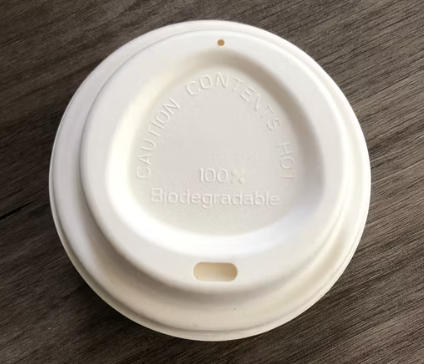 CAUTION CONTENTS HOT
100%
Biodegradable